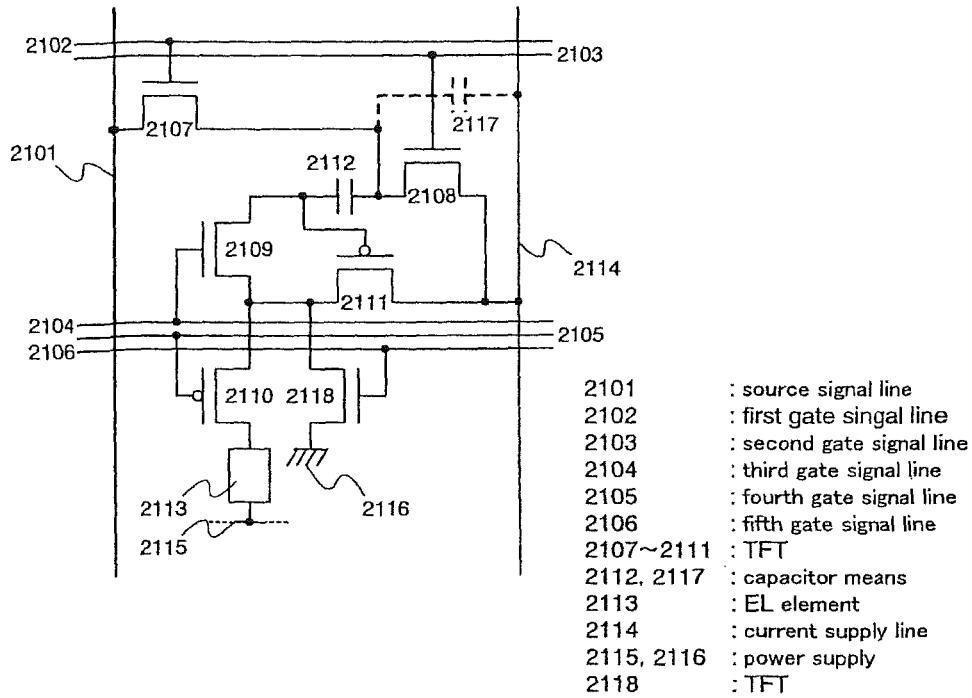 2102
2103
2107
2117
2101
2112
2108
2109
2114
2111
2104
2105
2106
2110
2118
2113
2116
2115
2101 : source signal line
2102 : first gate singal line
2103 : second gate signal line
2104 : third gate signal line
2105 : fourth gate signal line
2106 : fifth gate signal line
2107~2111 : TFT
2112, 2117 : capacitor means
2113 : EL element
2114 : current supply line
2115, 2116 : power supply
2118 : TFT